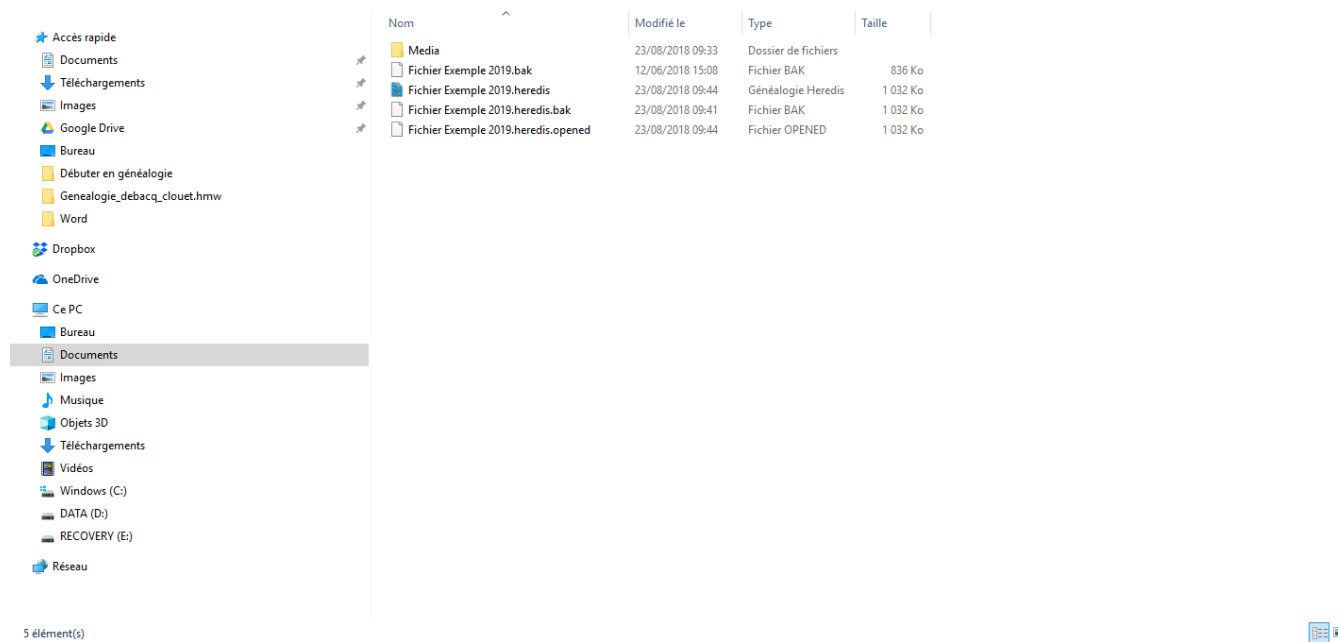 Accès rapide
Documents
Téléchargements
Images
Google Drive
Bureau
Débuter en généalogie
Genealogie_debacq_clouet.hmw
Word
Dropbox
OneDrive
Ce PC
Bureau
Documents
Images
Musique
Objets 3D
Téléchargements
Vidéos
Windows (C:)
DATA (D:)
RECOVERY (E:)
Réseau
Nom Modifié le Type Taille
Media 23/08/2018 09:33 Dossier de fichiers
Fichier Exemple 2019.bak 12/06/2018 15:08 Fichier BAK 836 Ko
Fichier Exemple 2019.heredis 23/08/2018 09:44 Généalogie Heredis 1 032 Ko
Fichier Exemple 2019.heredis.bak 23/08/2018 09:41 Fichier BAK 1 032 Ko
Fichier Exemple 2019.heredis.opened 23/08/2018 09:44 Fichier OPENED 1 032 Ko
5 élément(s)